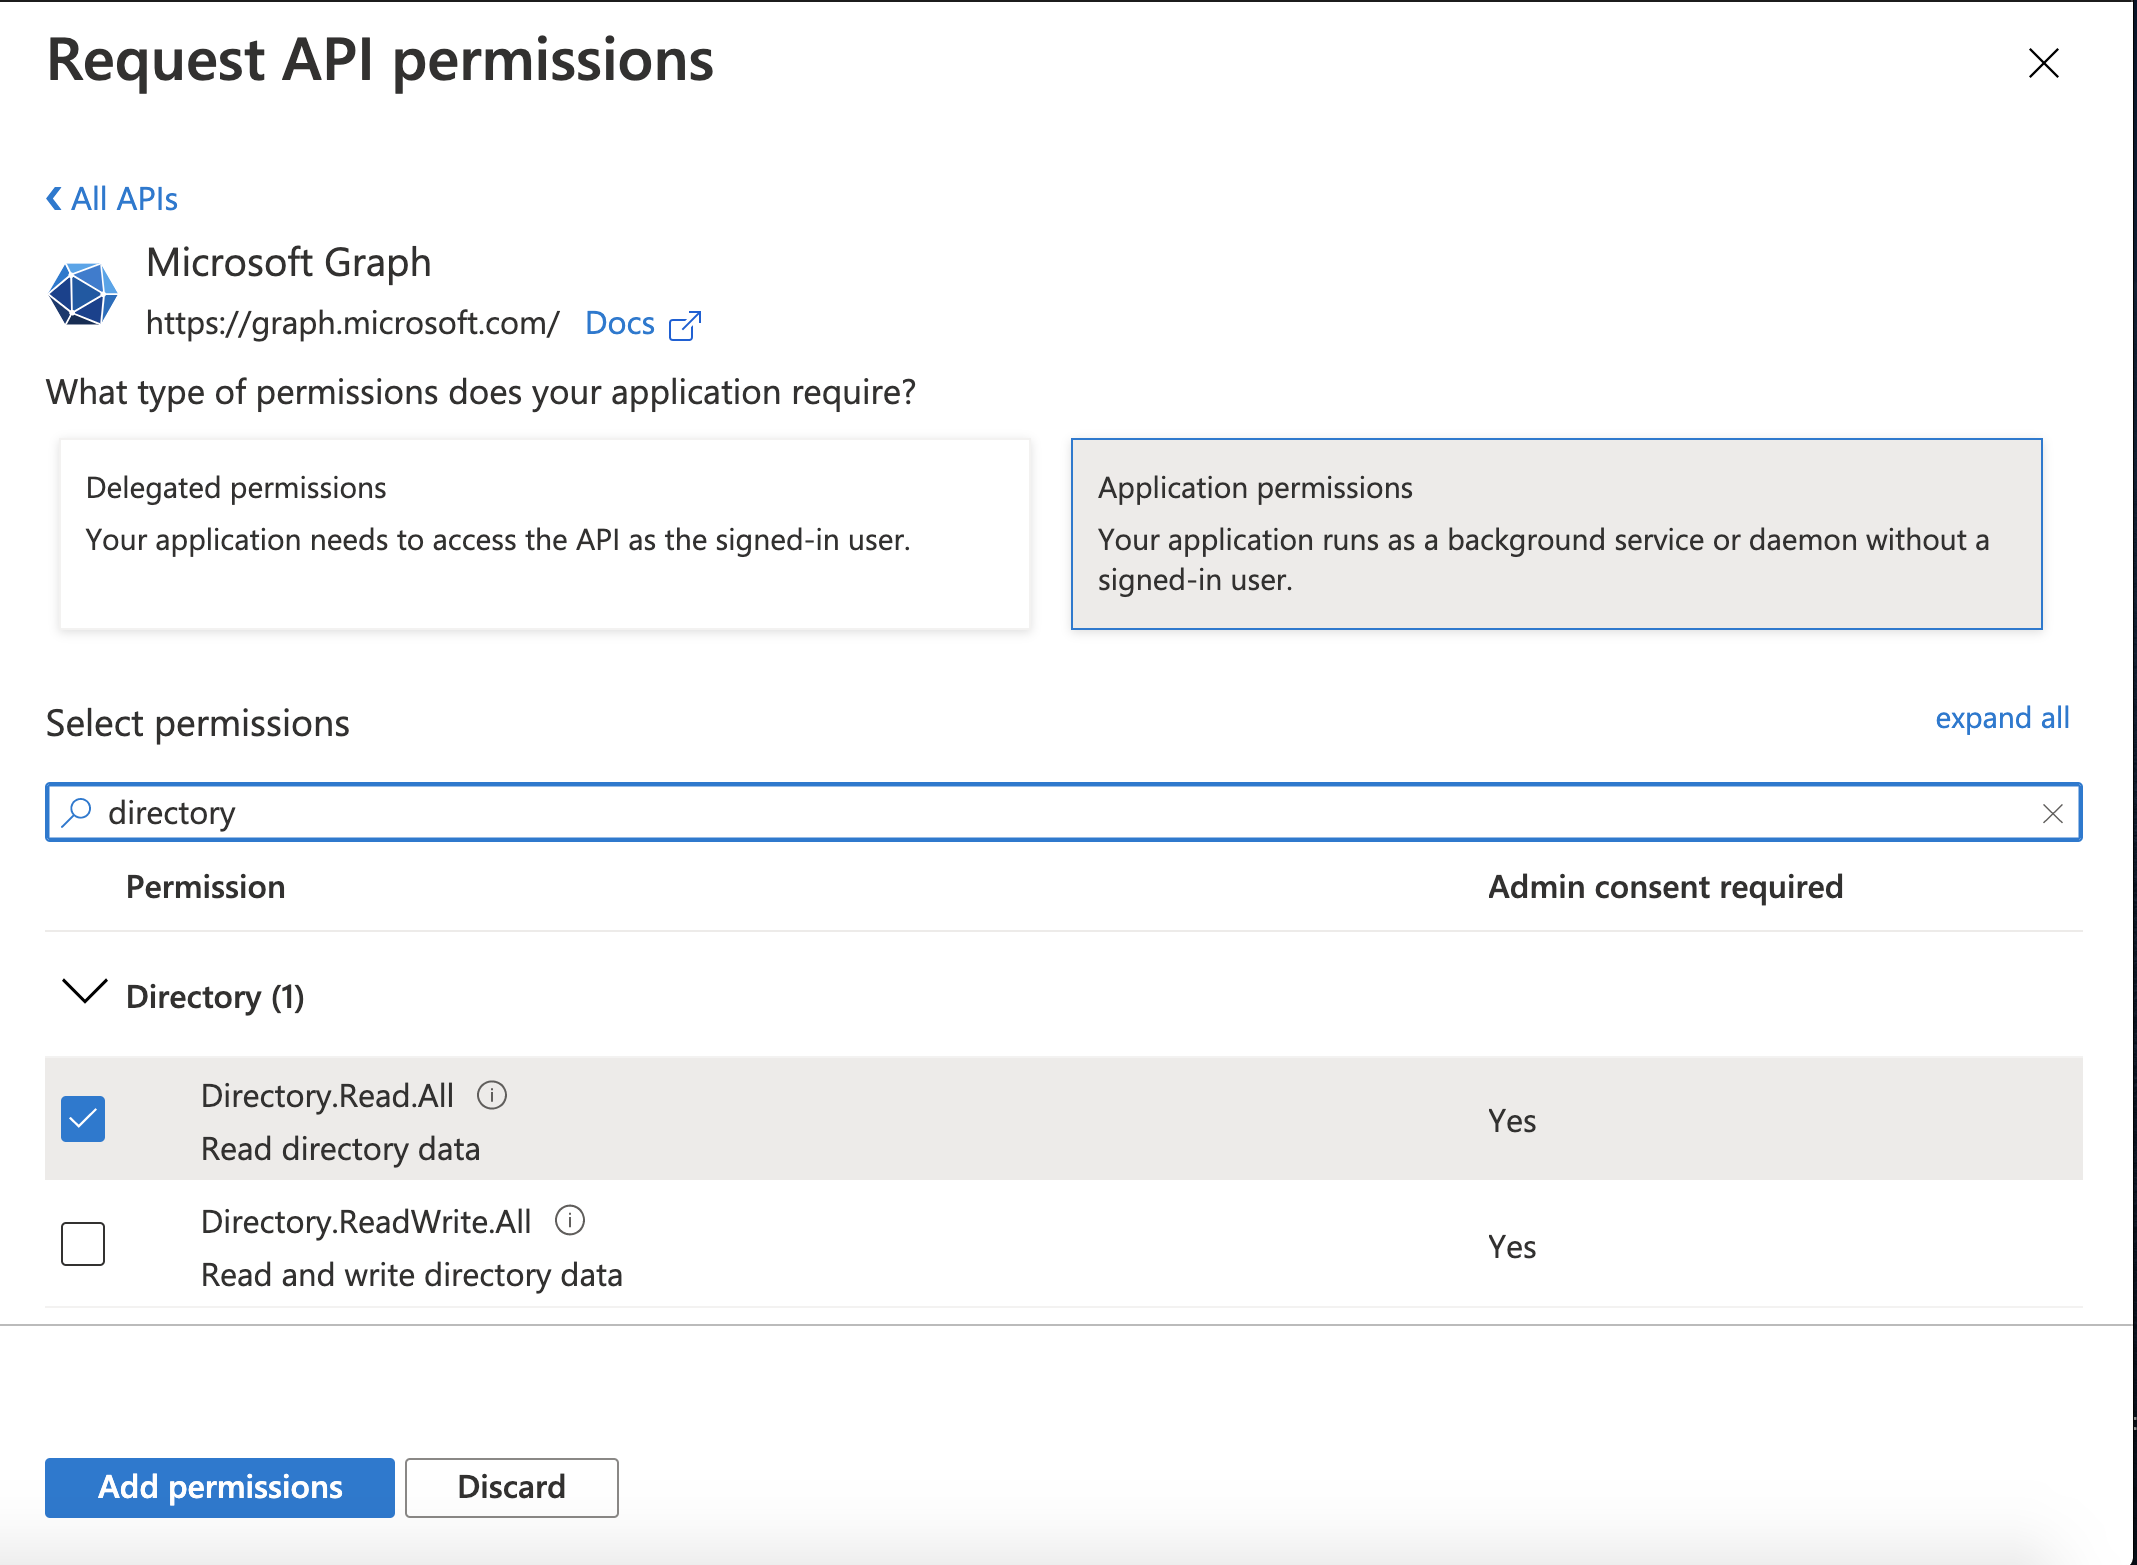 Request API permissions
All APIs
Microsoft Graph
https://graph.microsoft.com/ Docs
What type of permissions does your application require?
Delegated permissions
Your application needs to access the API as the signed-in user.
Application permissions
Your application runs as a background service or daemon without a
signed-in user.
Select permissions
expand all
directory
Permission Admin consent required
Directory (1)
Directory.Read.All
Read directory data
Yes
Directory.ReadWrite.All
Read and write directory data
Yes
Add permissions Discard